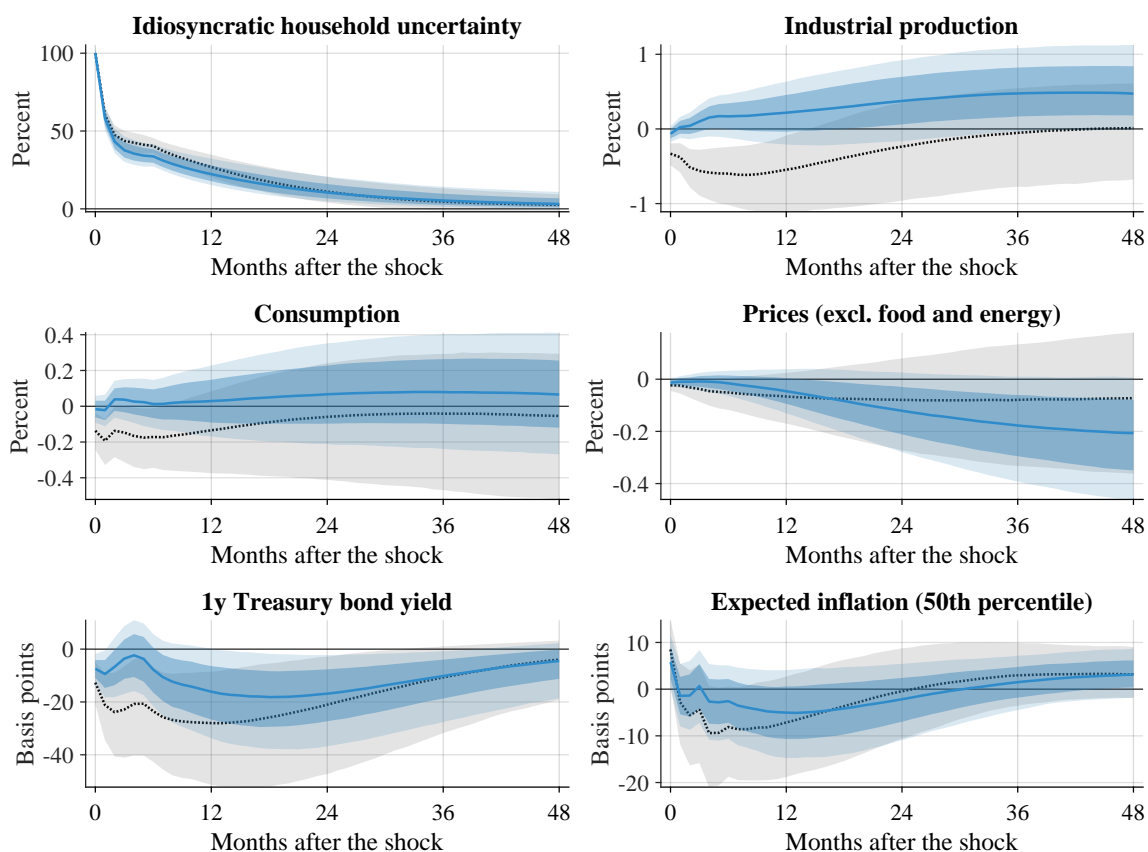 Idiosyncratic household uncertainty
Percent
100
50
0
0 12 24 36 48
Months after the shock
Industrial production
Percent
1
0
-1
0 12 24 36 48
Months after the shock
Consumption
Percent
0.4
0.2
0
-0.2
-0.4
0 12 24 36 48
Months after the shock
Prices (excl. food and energy)
Percent
0
-0.2
-0.4
0 12 24 36 48
Months after the shock
1y Treasury bond yield
Basis points
0
-20
-40
0 12 24 36 48
Months after the shock
Expected inflation (50th percentile)
Basis points
10
0
-10
-20
0 12 24 36 48
Months after the shock